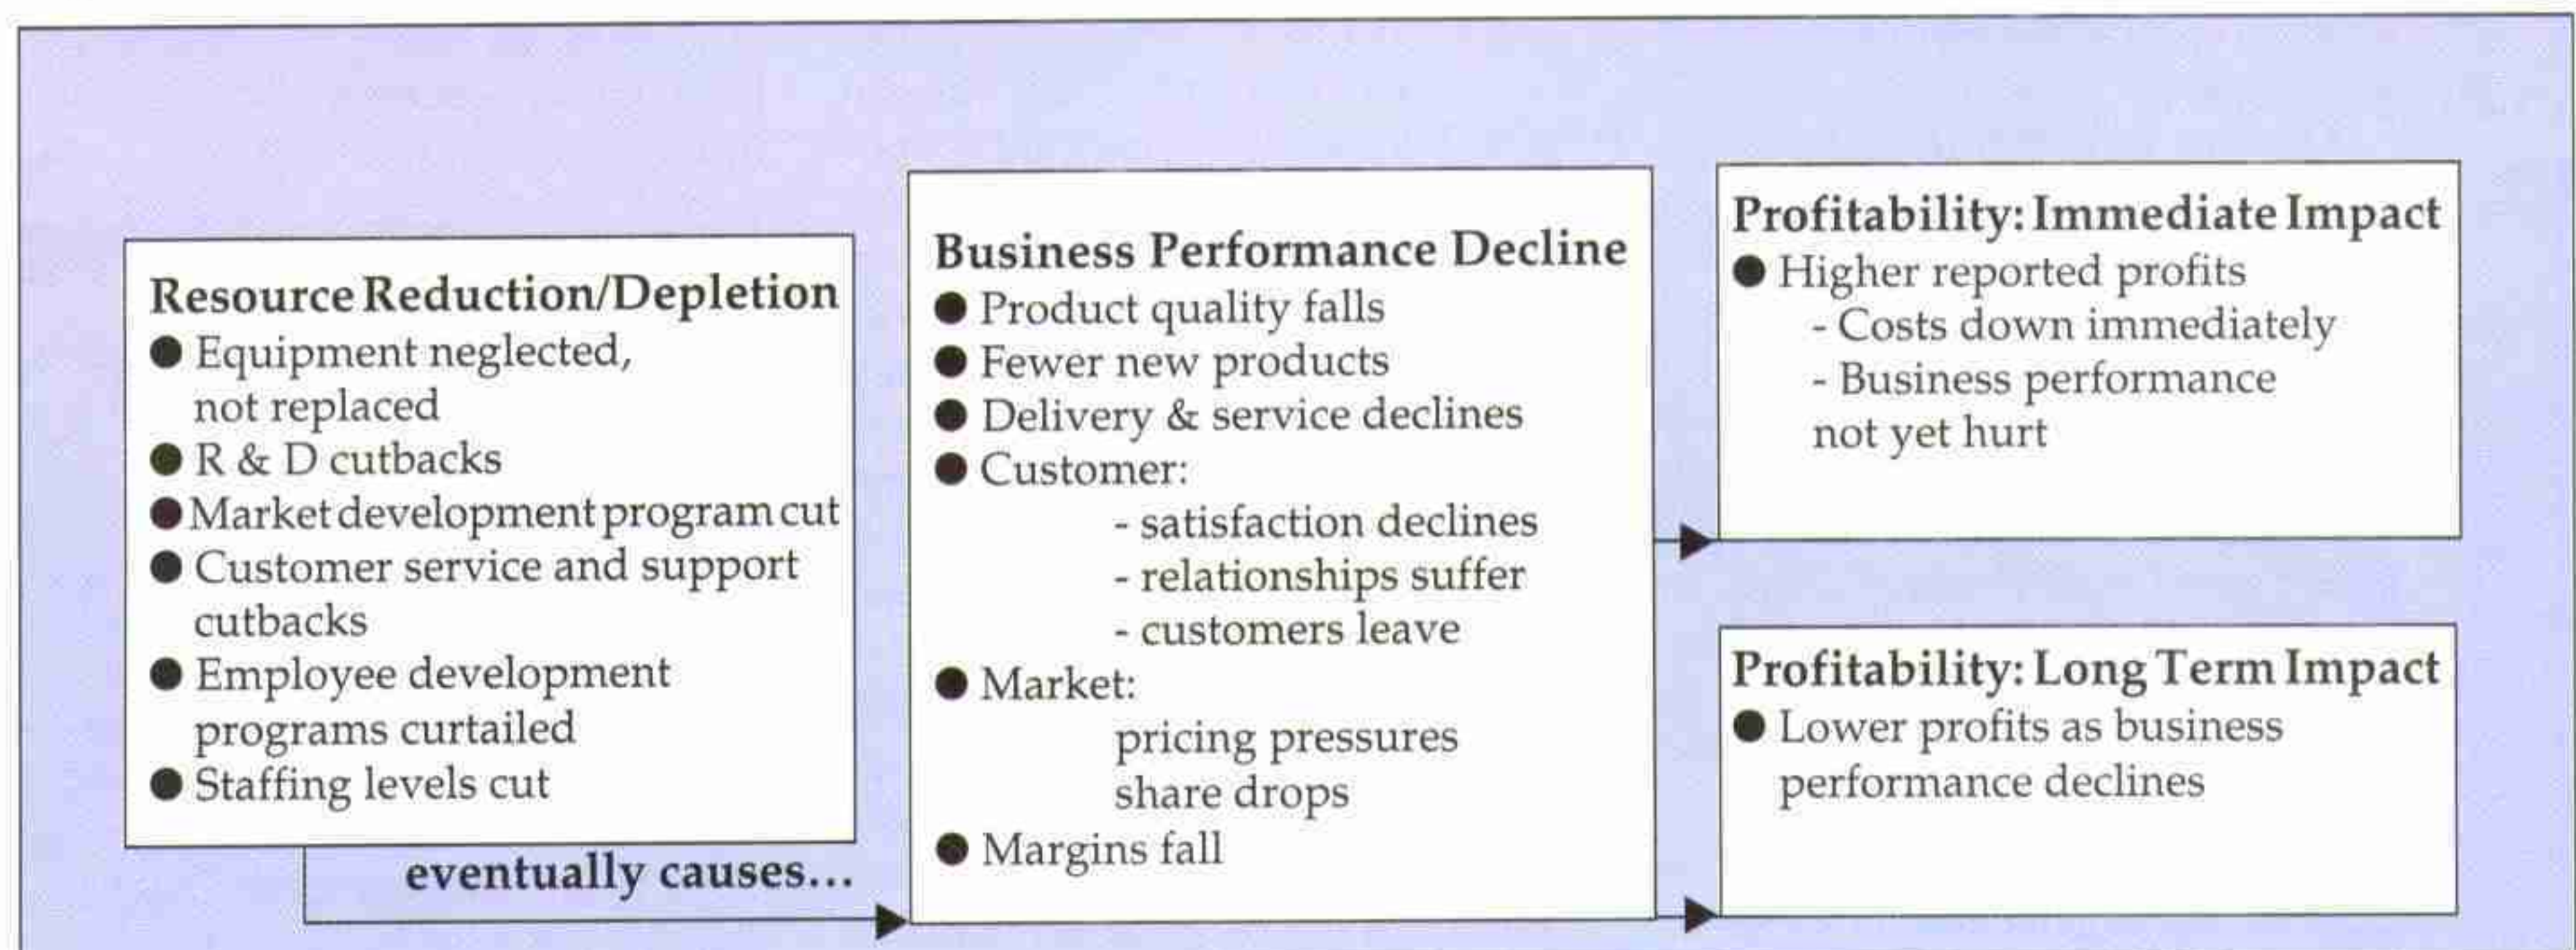 Resource Reduction/Depletion
● Equipment neglected,
not replaced
● R & D cutbacks
● Market development program cut
● Customer service and support
cutbacks
● Employee development
programs curtailed
● Staffing levels cut
eventually causes...
Business Performance Decline
● Product quality falls
● Fewer new products
● Delivery & service declines
● Customer:
- satisfaction declines
- relationships suffer
- customers leave
● Market:
pricing pressures
share drops
● Margins fall
Profitability: Immediate Impact
● Higher reported profits
- Costs down immediately
- Business performance
not yet hurt
Profitability: Long Term Impact
● Lower profits as business
performance declines